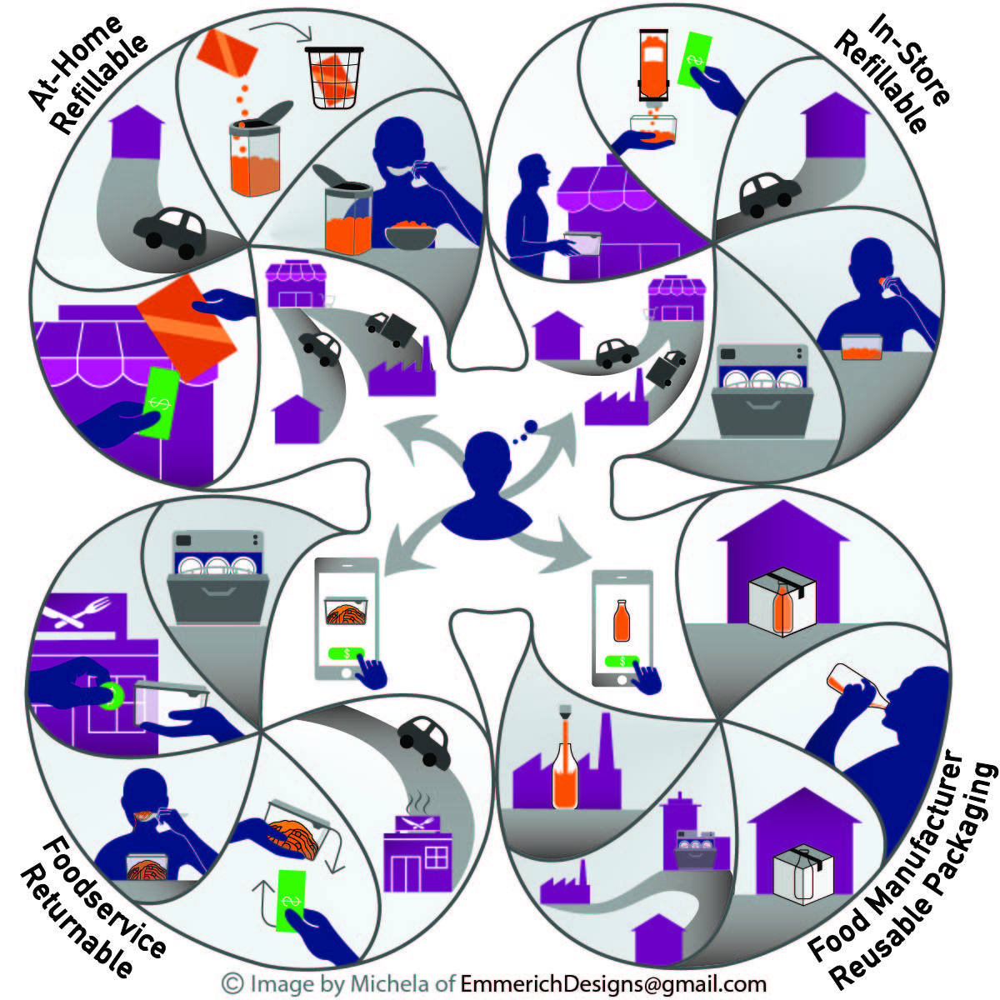 At-Home
Refillable
In-Store
Refillable
$
$
$
$
$
$
Foodservice
Returnable
Food Manufacturer
Reusable Packaging
© Image by Michela of EmmerichDesigns@gmail.com